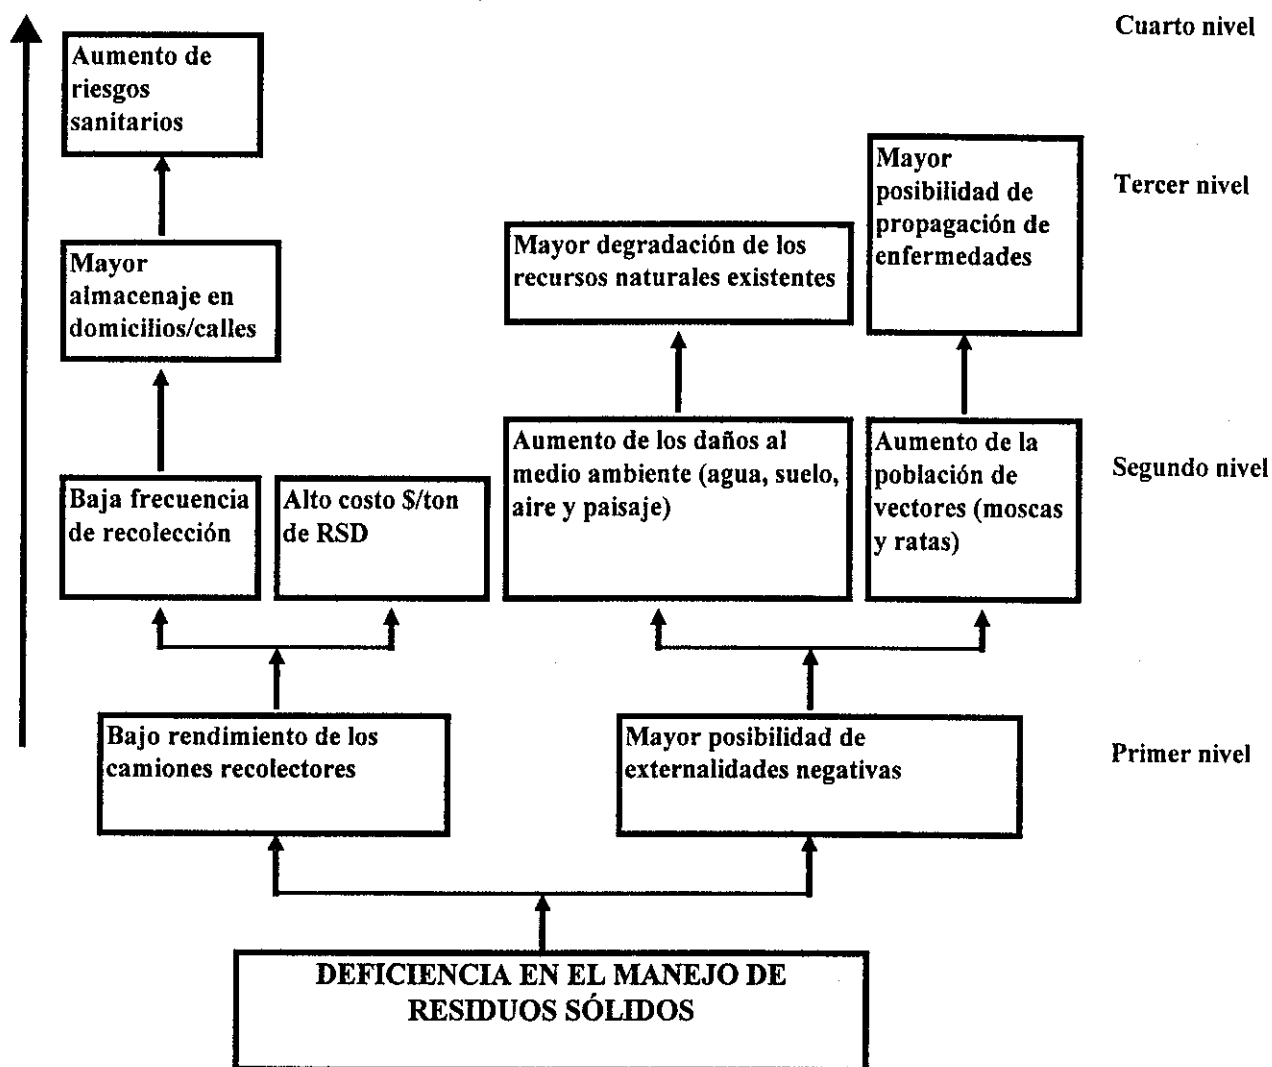 Cuarto nivel
Aumento de
riesgos
sanitarios
Mayor
posibilidad de
propagación de
enfermedades
Tercer nivel
Mayor degradación de los
recursos naturales existentes
Mayor
almacenaje en
domicilios/calles
Baja frecuencia
de recolección
Alto costo $/ton
de RSD
Aumento de los daños al
medio ambiente (agua, suelo,
aire y paisaje)
Aumento de la
población de
vectores (moscas
y ratas)
Segundo nivel
Bajo rendimiento de los
camiones recolectores
Mayor posibilidad de
externalidades negativas
Primer nivel
DEFICIENCIA EN EL MANEJO DE
RESIDUOS SÓLIDOS